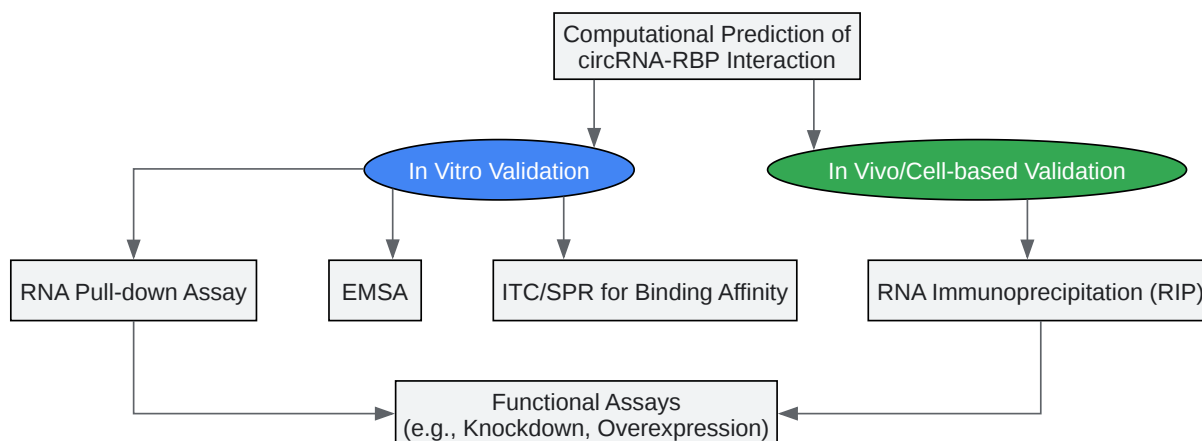 Computational Prediction of
circRNA-RBP Interaction
In Vitro Validation
In Vivo/Cell-based Validation
RNA Pull-down Assay
EMSA
ITC/SPR for Binding Affinity
RNA Immunoprecipitation (RIP)
Functional Assays
(e.g., Knockdown, Overexpression)